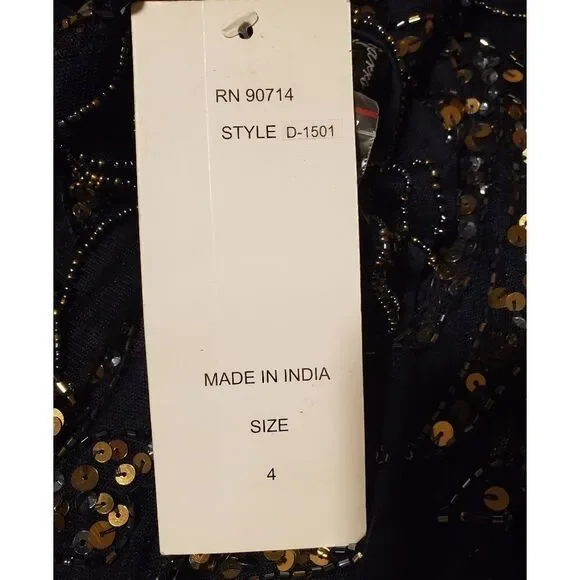 RN 90714
STYLE D-1501
MADE IN INDIA
SIZE
4